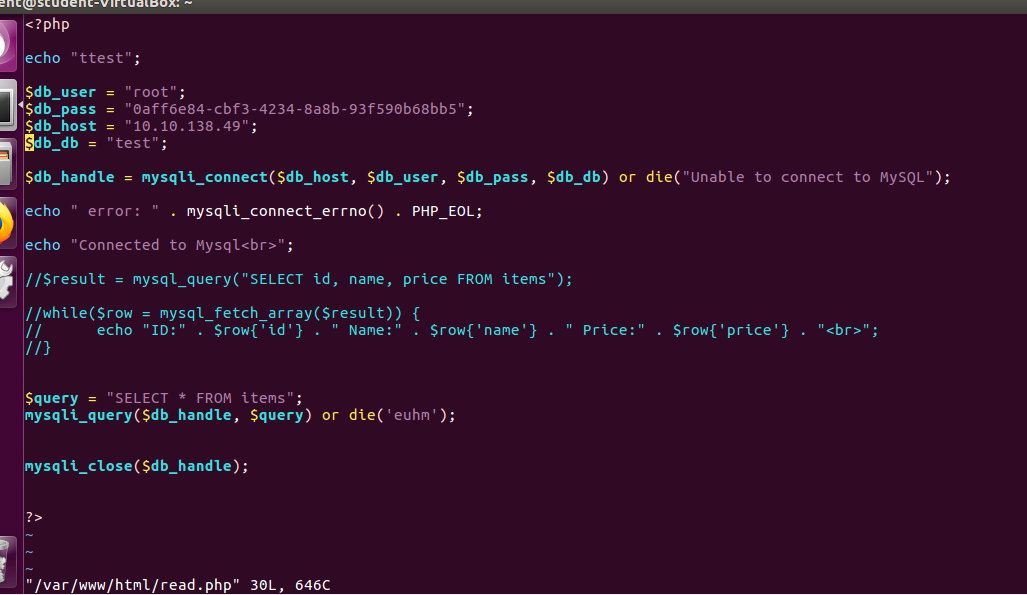 ent@student-VirtualBox: ~
<?php
echo "ttest";
$db_user = "root";
$db_pass = "0aff6e84-cbf3-4234-8a8b-93f590b68bb5";
$db_host = "10.10.138.49";
$db_db = "test";
$db_handle = mysqli_connect($db_host, $db_user, $db_pass, $db_db) or die("Unable to connect to MySQL");
echo " error: " . mysqli_connect_errno() . PHP_EOL;
echo "Connected to Mysql<br>";
//$result = mysql_query("SELECT id, name, price FROM items");
//while($row = mysql_fetch_array($result)) {
//      echo "ID:" . $row{'id'} . " Name:" . $row{'name'} . " Price:" . $row{'price'} . "<br>";
//}
$query = "SELECT * FROM items";
mysqli_query($db_handle, $query) or die('euhm');
mysqli_close($db_handle);
?>
~
~
~
"/var/www/html/read.php" 30L, 646C